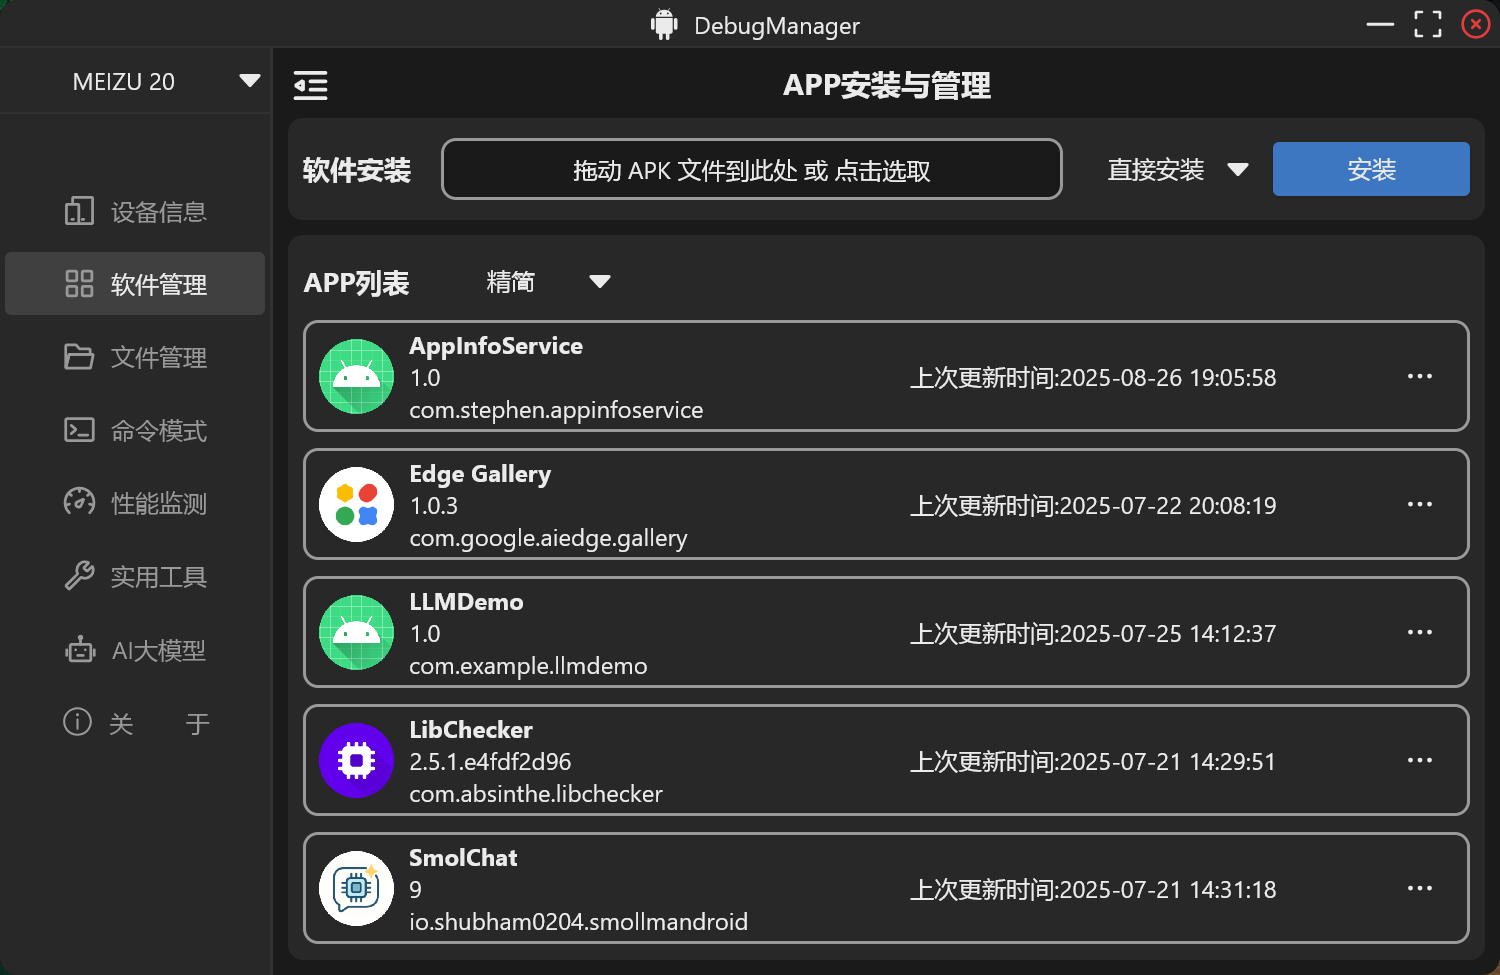 DebugManager
MEIZU 20
APP安装与管理
软件安装
拖动 APK 文件到此处 或 点击选取
直接安装
安装
设备信息
软件管理
文件管理
命令模式
性能监测
实用工具
AI大模型
关 于
APP列表
精简
AppInfoService
1.0
com.stephen.appinfoservice
上次更新时间:2025-08-26 19:05:58
Edge Gallery
1.0.3
com.google.aiedge.gallery
上次更新时间:2025-07-22 20:08:19
LLMDemo
1.0
com.example.llmdemo
上次更新时间:2025-07-25 14:12:37
LibChecker
2.5.1.e4fdf2d96
com.absinthe.libchecker
上次更新时间:2025-07-21 14:29:51
SmolChat
9
io.shubham0204.smollmandroid
上次更新时间:2025-07-21 14:31:18